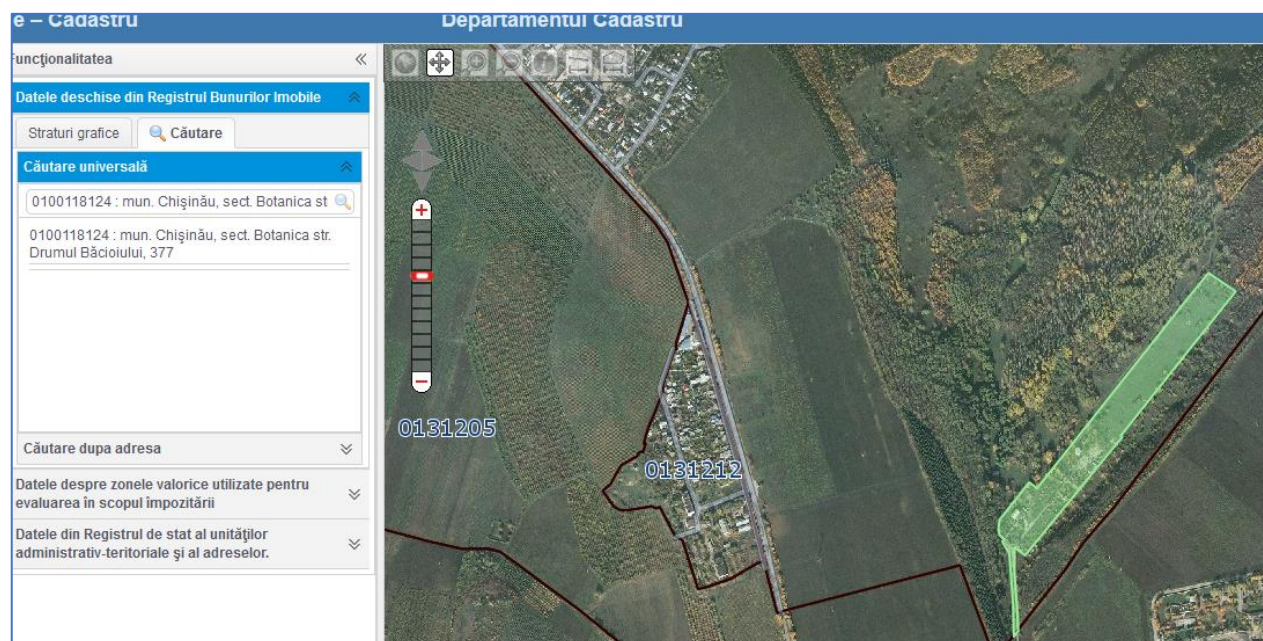 e – Cadastru
Departamentul Cadastru
uncţionalitatea
Datele deschise din Registrul Bunurilor Imobile
Straturi grafice
Căutare
Căutare universală
0100118124 : mun. Chişinău, sect. Botanica st
0100118124 : mun. Chişinău, sect. Botanica str.
Drumul Băcioiului, 377
Căutare dupa adresa
Datele despre zonele valorice utilizate pentru
evaluarea în scopul impozitării
Datele din Registrul de stat al unităţilor
administrativ-teritoriale şi al adreselor.
0131205
0131212